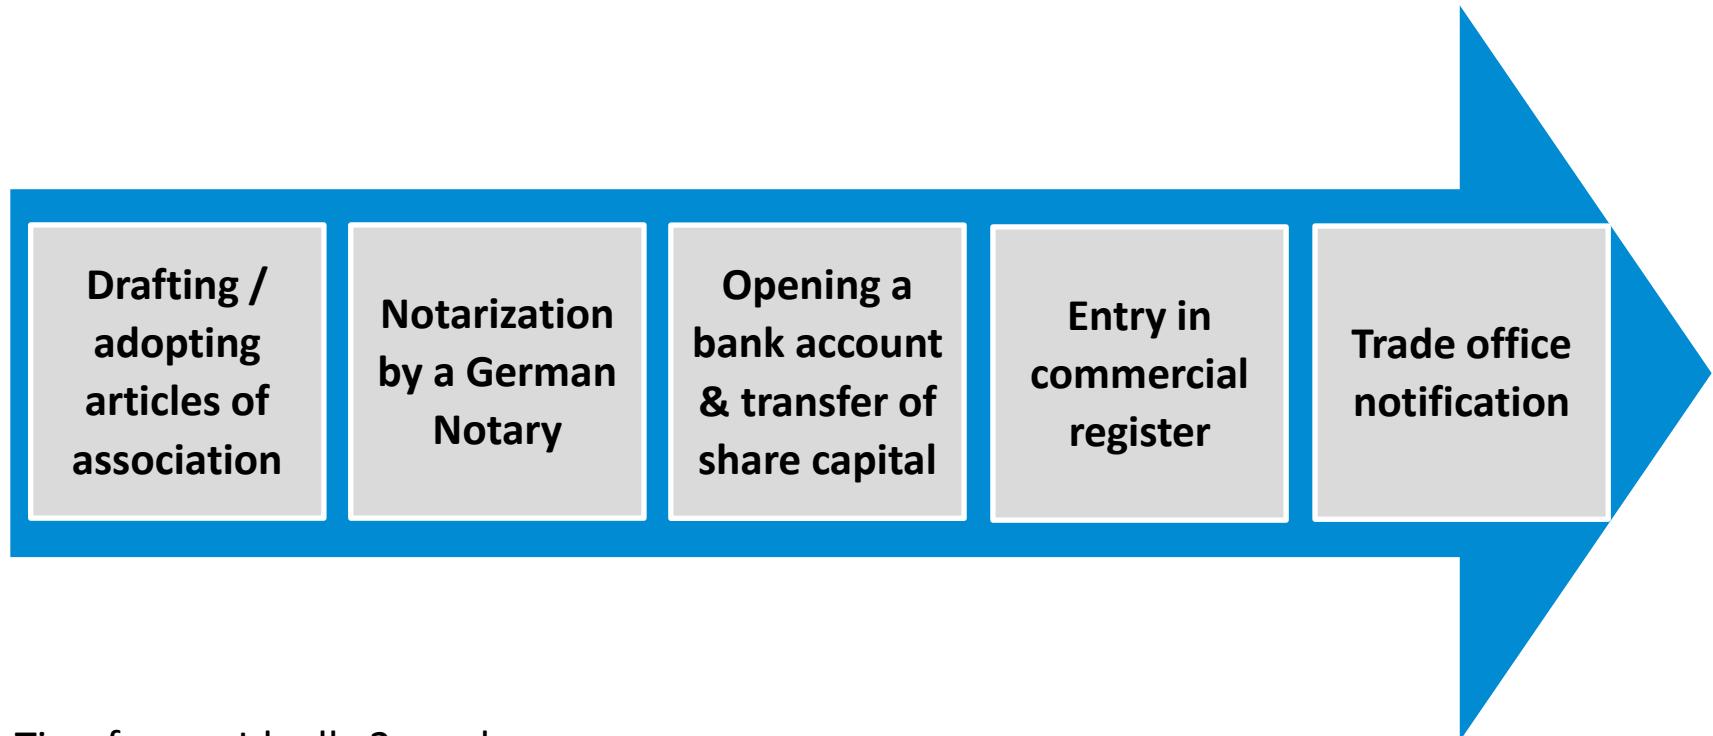 Drafting /
adopting
articles of
association
Notarization
by a German
Notary
Opening a
bank account
& transfer of
share capital
Entry in
commercial
register
Trade office
notification